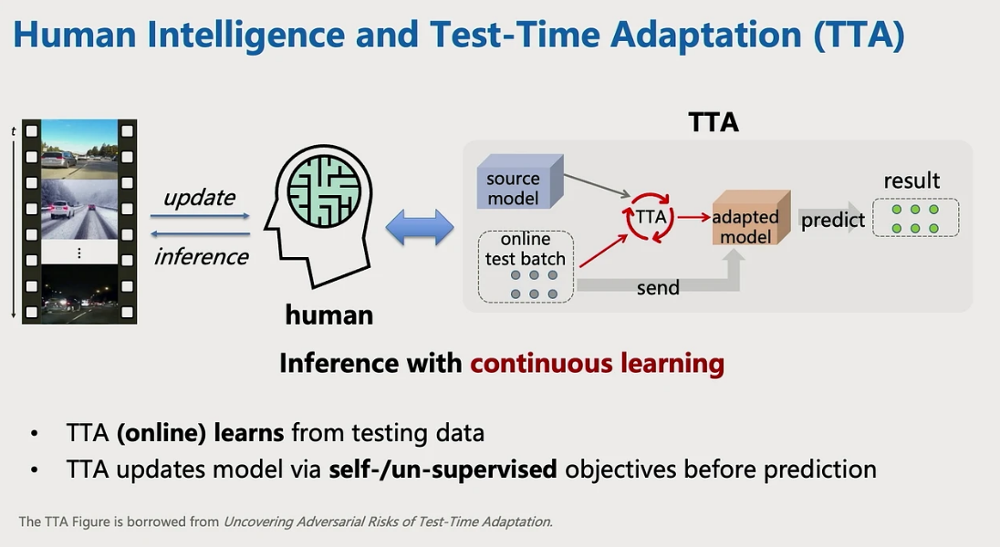 Human Intelligence and Test-Time Adaptation (TTA)
t
update
inference
human
TTA
source
model
online
test batch
TTA
adapted
model
send
predict
result
Inference with continuous learning
• TTA (online) learns from testing data
• TTA updates model via self-/un-supervised objectives before prediction
The TTA Figure is borrowed from Uncovering Adversarial Risks of Test-Time Adaptation.